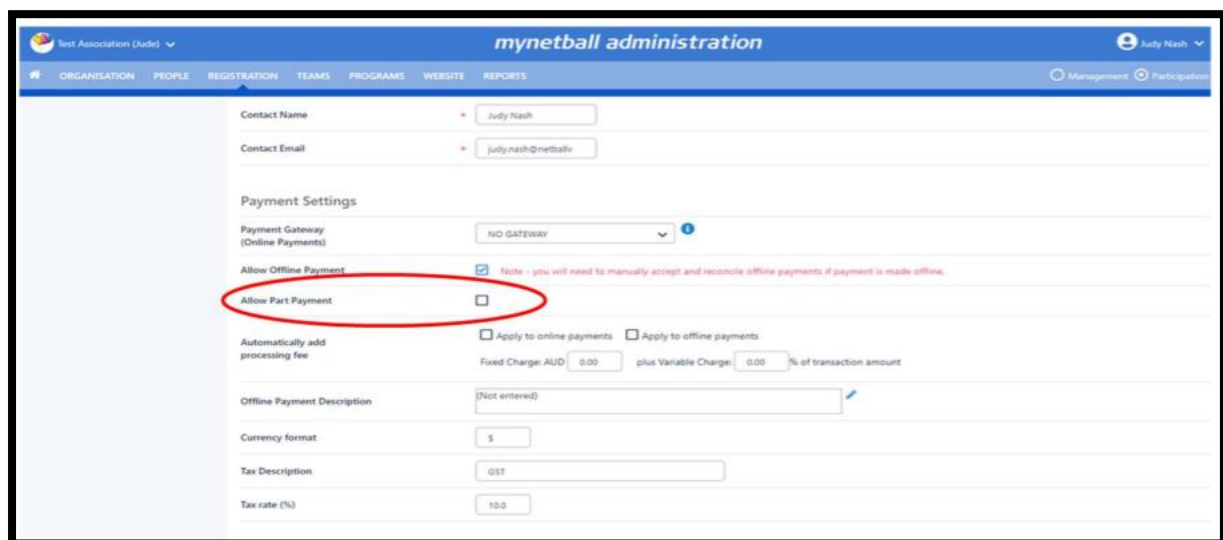 Test Association (Jude)
mynetball administration
Judy Nash
ORGANISATION PEOPLE REGISTRATION TEAMS PROGRAMS WEBSITE REPORTS
Management Participation
Contact Name * Judy Nash
Contact Email * judy.nash@netballv
Payment Settings
Payment Gateway
(Online Payments)
NO GATEWAY
Allow Offline Payment Note - you will need to manually accept and reconcile offline payments if payment is made offline.
Allow Part Payment
Automatically add
processing fee
Apply to online payments Apply to offline payments
Fixed Charge: AUD 0.00 plus Variable Charge: 0.00 % of transaction amount
Offline Payment Description (Not entered)
Currency format $
Tax Description GST
Tax rate (%) 10.0